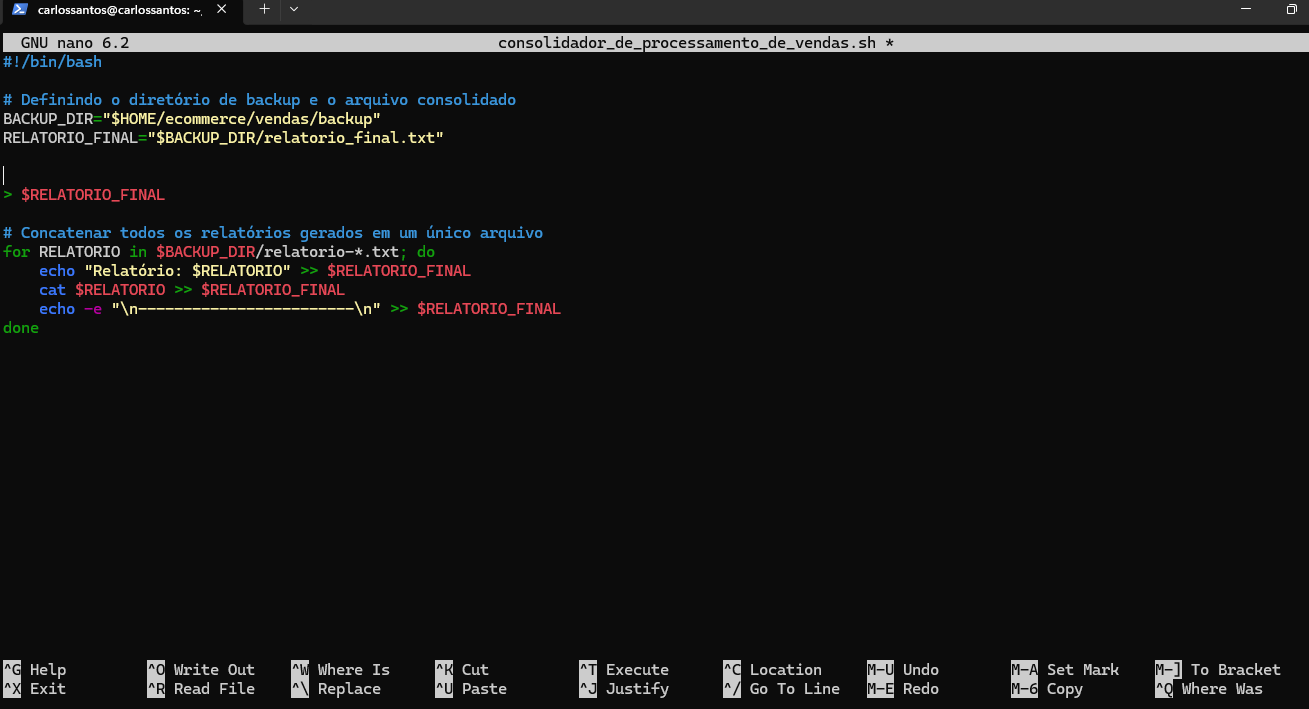 carlossantos@carlossantos: ~,
GNU nano 6.2 consolidador_de_processamento_de_vendas.sh *
#!/bin/bash
# Definindo o diretório de backup e o arquivo consolidado
BACKUP_DIR="$HOME/ecommerce/vendas/backup"
RELATORIO_FINAL="$BACKUP_DIR/relatorio_final.txt"
> $RELATORIO_FINAL
# Concatenar todos os relatórios gerados em um único arquivo
for RELATORIO in $BACKUP_DIR/relatorio-*.txt; do
    echo "Relatório: $RELATORIO" >> $RELATORIO_FINAL
    cat $RELATORIO >> $RELATORIO_FINAL
    echo -e "\n------------------------\n" >> $RELATORIO_FINAL
done
^G Help ^O Write Out ^W Where Is ^K Cut ^T Execute ^C Location M-U Undo M-A Set Mark M-] To Bracket
^X Exit ^R Read File ^\ Replace ^U Paste ^J Justify ^/ Go To Line M-E Redo M-6 Copy ^Q Where Was